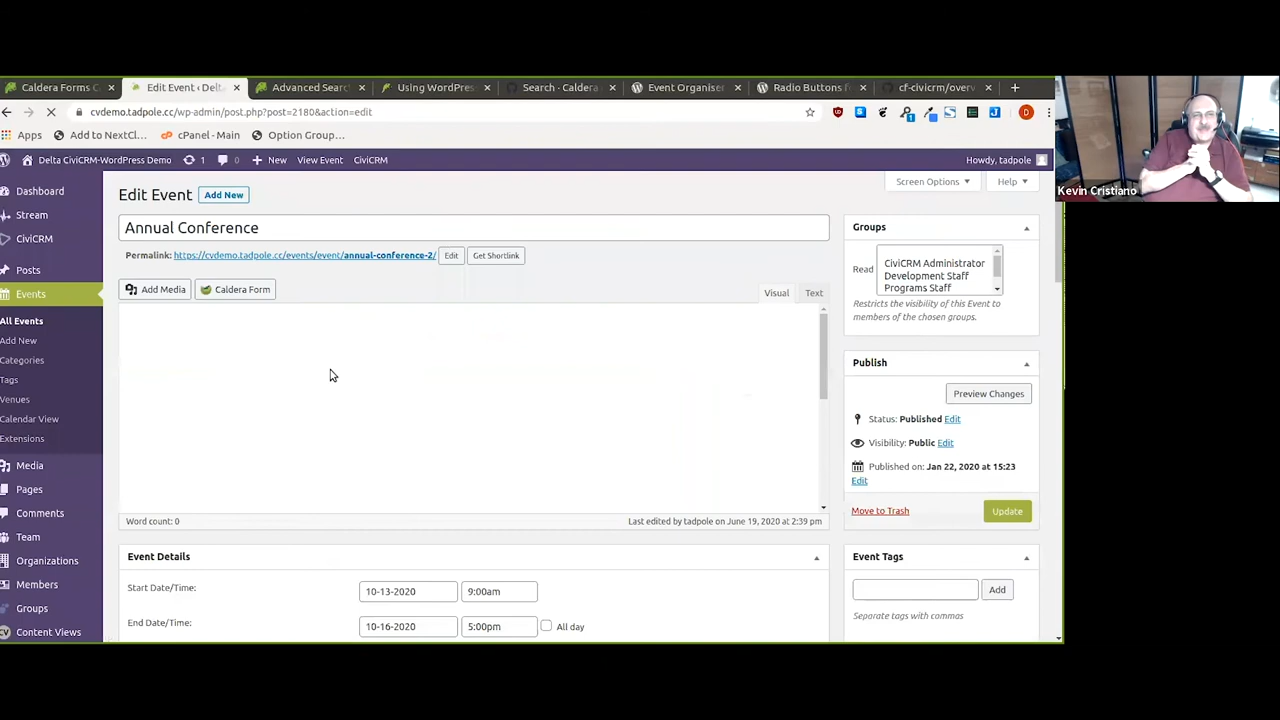 Caldera Forms C
Edit Event ‹ Delta
Advanced Searc
Using WordPres
Search - Caldera
Event Organiser
Radio Buttons f
cf-civicrm/overv
cvdemo.tadpole.cc/wp-admin/post.php?post=2180&action=edit
Apps
Add to NextCl...
cPanel - Main
Option Group...
Delta CiviCRM-WordPress Demo
1
0
New
View Event
CiviCRM
Howdy, tadpole
Kevin Cristiano
Dashboard
Stream
CiviCRM
Posts
Events
All Events
Add New
Categories
Tags
Venues
Calendar View
Extensions
Media
Pages
Comments
Team
Organizations
Members
Groups
Content Views
Screen Options
Help
Edit Event
Add New
Annual Conference
Permalink: https://cvdemo.tadpole.cc/events/event/annual-conference-2/ Edit Get Shortlink
Add Media
Caldera Form
Visual
Text
Word count: 0
Last edited by tadpole on June 19, 2020 at 2:39 pm
Event Details
Start Date/Time:
10-13-2020
9:00am
End Date/Time:
10-16-2020
5:00pm
All day
Groups
Read
CiviCRM Administrator
Development Staff
Programs Staff
Restricts the visibility of this Event to
members of the chosen groups.
Publish
Preview Changes
Status: Published Edit
Visibility: Public Edit
Published on: Jan 22, 2020 at 15:23
Edit
Move to Trash
Update
Event Tags
Add
Separate tags with commas